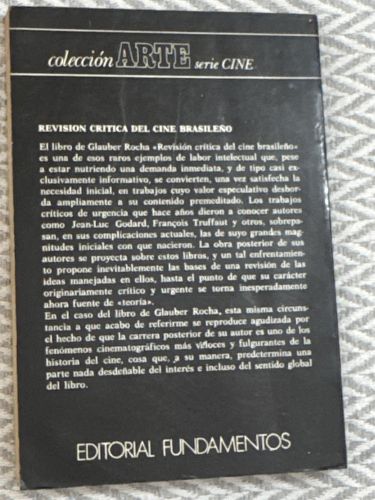 colección ARTE serie CINE
REVISION CRITICA DEL CINE BRASILEÑO
El libro de Glauber Rocha «Revisión crítica del cine brasileño»
es una de esos raros ejemplos de labor intelectual que, pese
a estar nutriendo una demanda inmediata, y de tipo casi ex-
clusivamente informativo, se convierten, una vez satisfecha la
necesidad inicial, en trabajos cuyo valor especulativo desbor-
da ampliamente a su contenido premeditado. Los trabajos
críticos de urgencia que hace años dieron a conocer autores
como Jean-Luc Godard, François Truffaut y otros, sobrepa-
san, en sus complicaciones actuales, las de suyo grandes mag-
nitudes iniciales con que nacieron. La obra posterior de sus
autores se proyecta sobre estos libros, y un tal enfrentamien-
to propone inevitablemente las bases de una revisión de las
ideas manejadas en ellos, hasta el punto de que su carácter
originariamente crítico y urgente se torna inesperadamente
ahora fuente de «teoría».
En el caso del libro de Glauber Rocha, esta misma circuns-
tancia a que acabo de referirme se reproduce agudizada por
el hecho de que la carrera posterior de su autor es uno de los
fenómenos cinematográficos más viloces y fulgurantes de la
historia del cine, cosa que, a su manera, predetermina una
parte nada desdeñable del interés e incluso del sentido global
del libro.
EDITORIAL FUNDAMENTOS